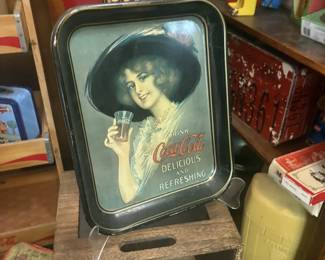 DRINK
Coca-Cola
DELICIOUS
AND
REFRESHING